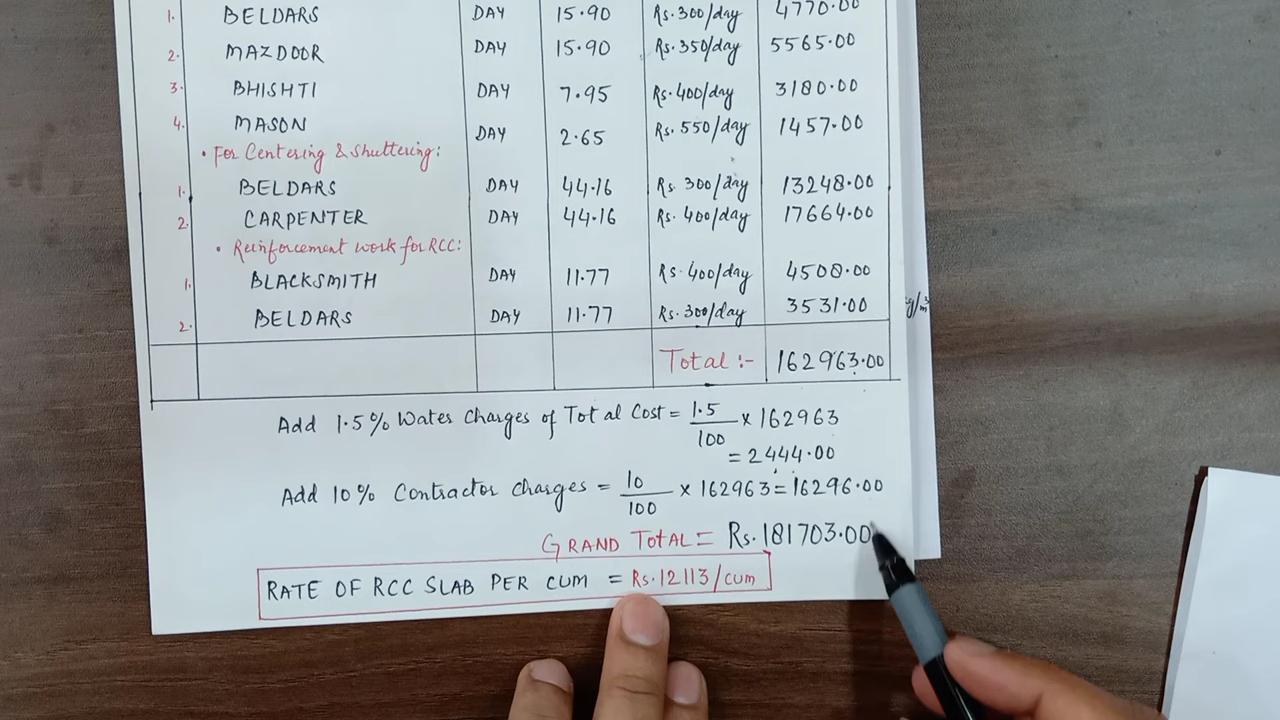 1. BELDARS DAY 15.90 Rs.300/day 4770.00
2. MAZDOOR DAY 15.90 Rs.350/day 5565.00
3. BHISHTI DAY 7.95 Rs.400/day 3180.00
4. MASON DAY 2.65 Rs.550/day 1457.00
• For Centering & Shuttering:
1. BELDARS DAY 44.16 Rs. 300/day 13248.00
2. CARPENTER DAY 44.16 Rs. 400/day 17664.00
• Reinforcement work for RCC:
1. BLACKSMITH DAY 11.77 Rs.400/day 4508.00
2. BELDARS DAY 11.77 Rs.300/day 3531.00
Total :- 162963.00
Add 1.5% Water Charges of Total Cost = 1.5/100 × 162963
= 2444.00
Add 10% Contractor Charges = 10/100 × 162963 = 16296.00
GRAND TOTAL = Rs.181703.00
RATE OF RCC SLAB PER CUM = Rs.12113/cum